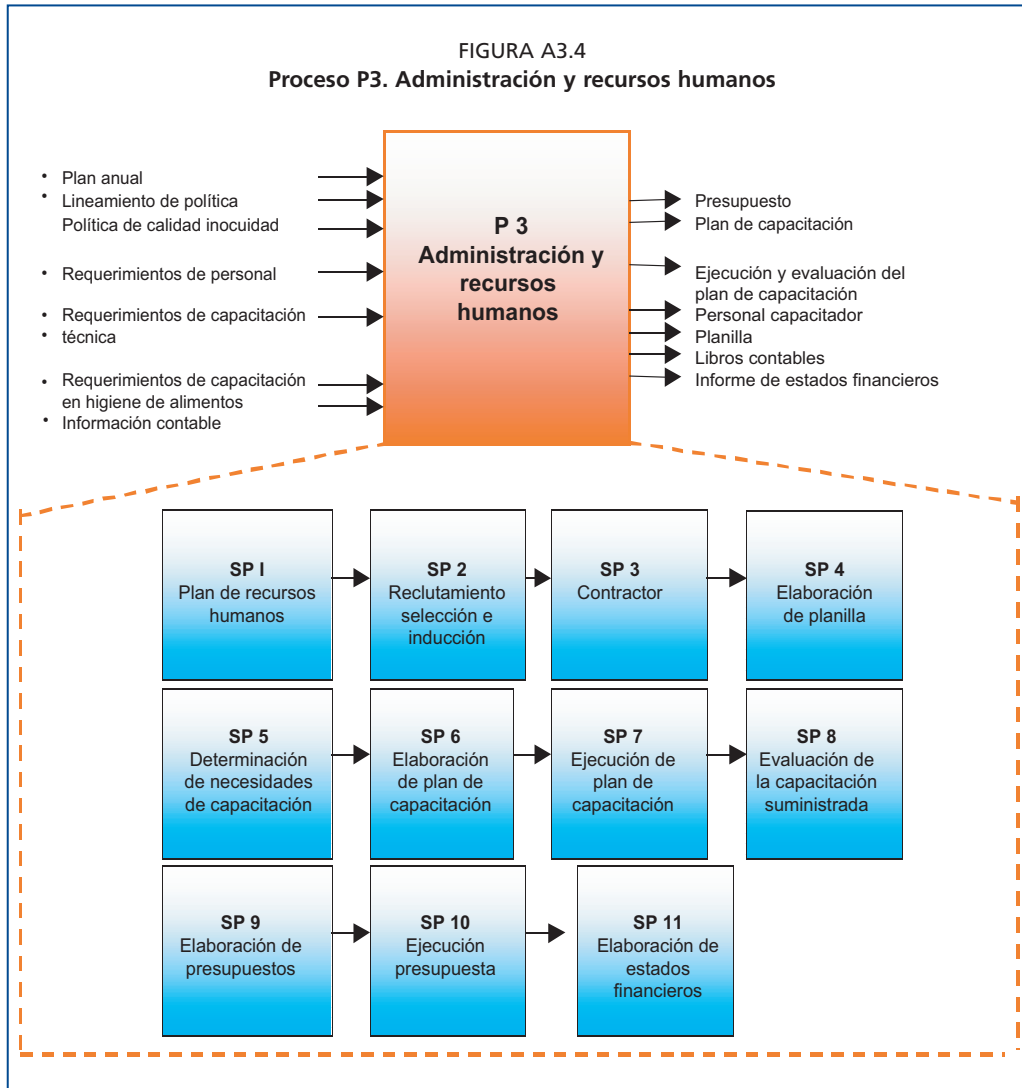 FIGURA A3.4
Proceso P3. Administración y recursos humanos
• Plan anual
• Lineamiento de política
Política de calidad inocuidad
• Requerimientos de personal
• Requerimientos de capacitación
• técnica
• Requerimientos de capacitación
en higiene de alimentos
• Información contable
P 3
Administración y
recursos
humanos
Presupuesto
Plan de capacitación
Ejecución y evaluación del
plan de capacitación
Personal capacitador
Planilla
Libros contables
Informe de estados financieros
SP I
Plan de recursos
humanos
SP 2
Reclutamiento
selección e
inducción
SP 3
Contractor
SP 4
Elaboración
de planilla
SP 5
Determinación
de necesidades
de capacitación
SP 6
Elaboración
de plan de
capacitación
SP 7
Ejecución de
plan de
capacitación
SP 8
Evaluación de
la capacitación
suministrada
SP 9
Elaboración de
presupuestos
SP 10
Ejecución
presupuesta
SP 11
Elaboración de
estados
financieros